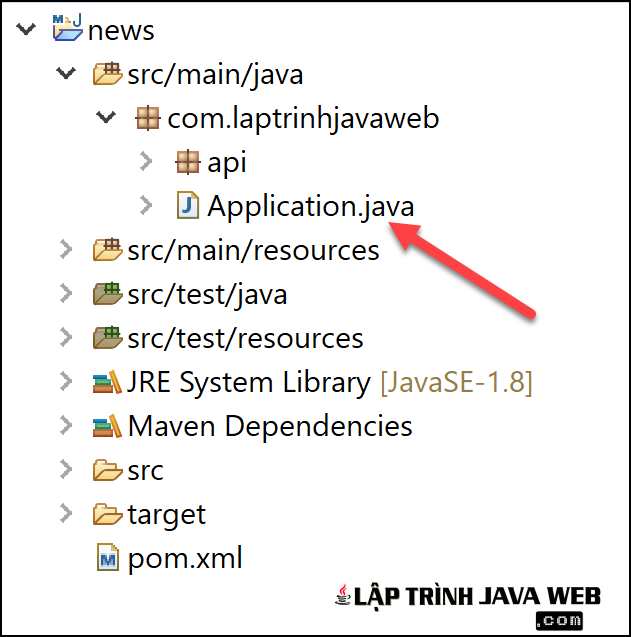 news
src/main/java
com.laptrinhjavaweb
api
Application.java
src/main/resources
src/test/java
src/test/resources
JRE System Library [JavaSE-1.8]
Maven Dependencies
src
target
pom.xml
LẬP TRÌNH JAVA WEB
.com